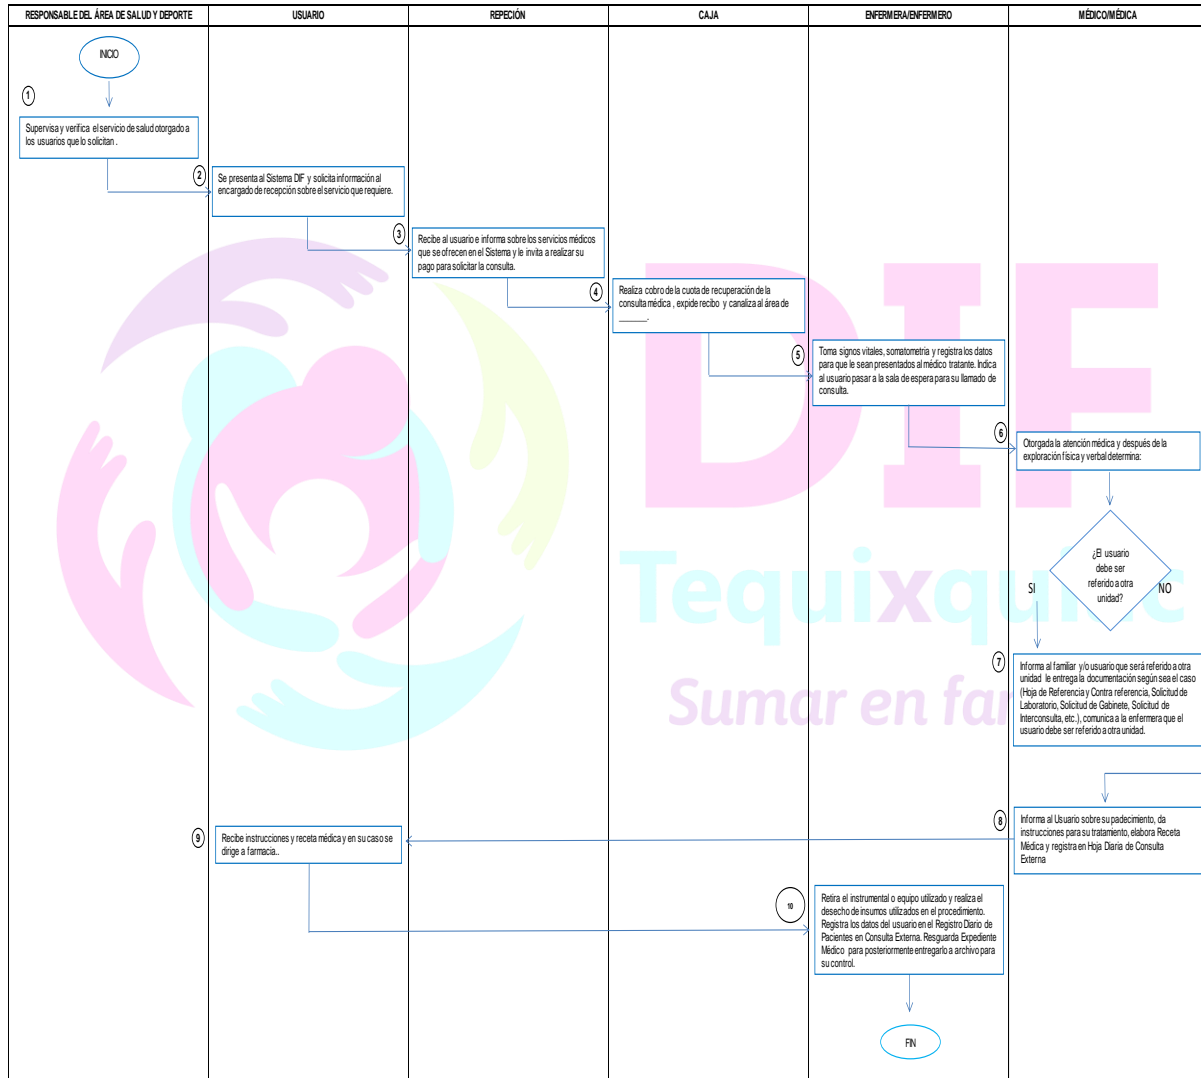 RESPONSABLE DEL ÁREA DE SALUD Y DEPORTE
USUARIO
REPECIÓN
CAJA
ENFERMERA/ENFERMERO
MÉDICO/MÉDICA
INICIO
1
Supervisa y verifica el servicio de salud otorgado a
los usuarios que lo solicitan .
2
Se presenta al Sistema DIF y solicita información al
encargado de recepción sobre el servicio que requiere.
3
Recibe al usuario e informa sobre los servicios médicos
que se ofrecen en el Sistema y le invita a realizar su
pago para solicitar la consulta.
4
Realiza cobro de la cuota de recuperación de la
consulta médica , expide recibo y canaliza al área de
_______.
5
Toma signos vitales, somatometria y registra los datos
para que le sean presentados al médico tratante. Indica
al usuario pasar a la sala de espera para su llamado de
consulta.
6
Otorgada la atención médica y después de la
exploración física y verbal determina:
¿El usuario
debe ser
referido a otra
unidad?
SI
NO
7
Informa al familiar y/o usuario que será referido a otra
unidad le entrega la documentación según sea el caso
(Hoja de Referencia y Contra referencia, Solicitud de
Laboratorio, Solicitud de Gabinete, Solicitud de
Interconsulta, etc.), comunica a la enfermera que el
usuario debe ser referido a otra unidad.
8
Informa al Usuario sobre su padecimiento, da
instrucciones para su tratamiento, elabora Receta
Médica y registra en Hoja Diaria de Consulta
Externa
9
Recibe instrucciones y receta médica y en su caso se
dirige a farmacia..
10
Retira el instrumental o equipo utilizado y realiza el
desecho de insumos utilizados en el procedimiento.
Registra los datos del usuario en el Registro Diario de
Pacientes en Consulta Externa. Resguarda Expediente
Médico para posteriormente entregarlo a archivo para
su control.
FIN
DIF
Sumar en